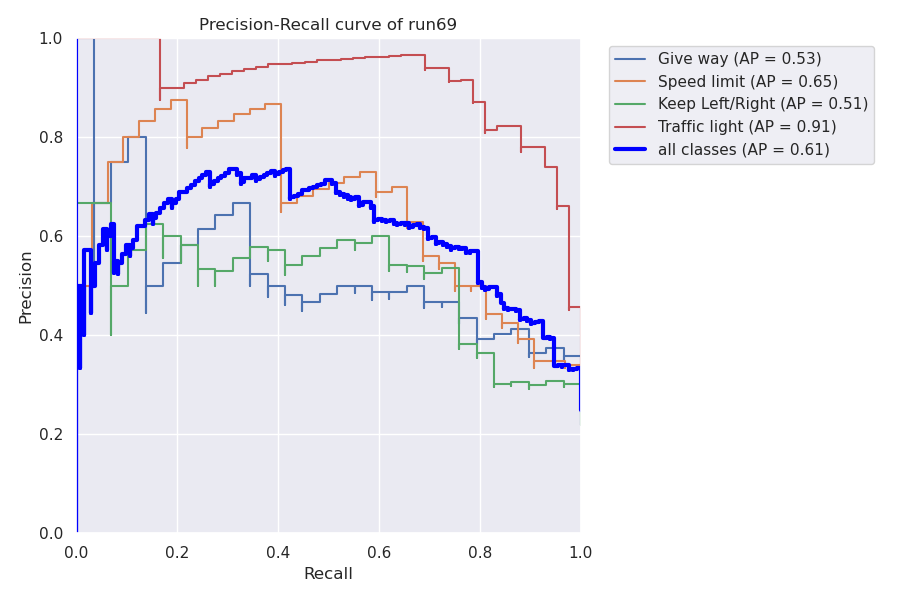 Precision-Recall curve of run69
1.0
0.8
0.6
0.4
0.2
0.0
Precision
0.0 0.2 0.4 0.6 0.8 1.0
Recall
Give way (AP = 0.53)
Speed limit (AP = 0.65)
Keep Left/Right (AP = 0.51)
Traffic light (AP = 0.91)
all classes (AP = 0.61)